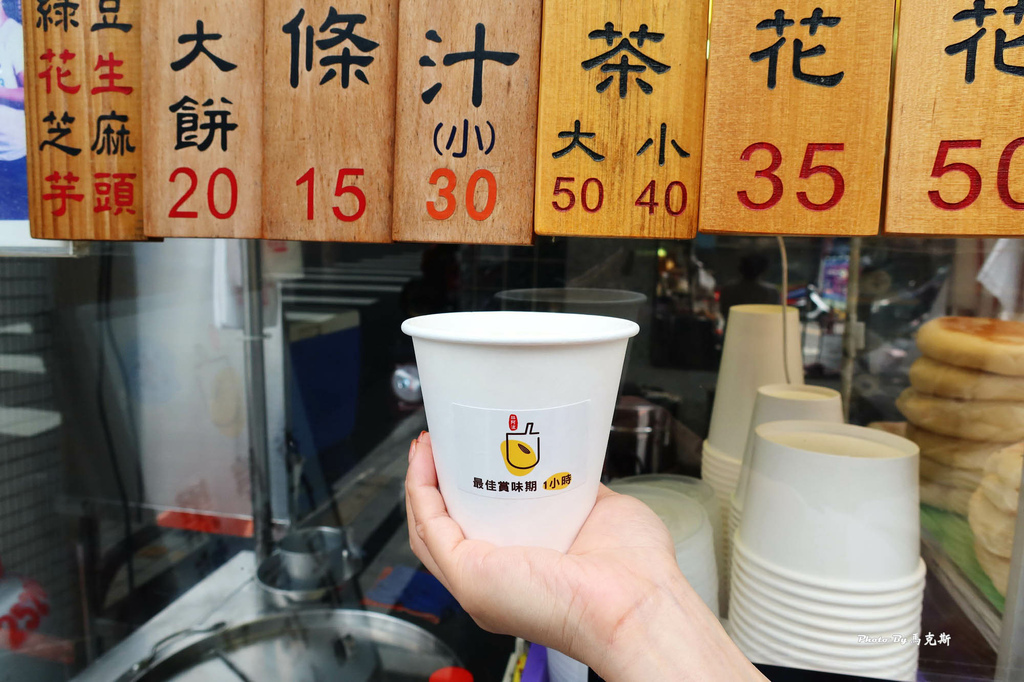 綠 豆
花 生
芝 麻
芋 頭
大
餅
20
條
15
汁
(小)
30
茶
大 小
50 40
花
35
花
50
最佳賞味期 1小時
Photo By 馬克斯